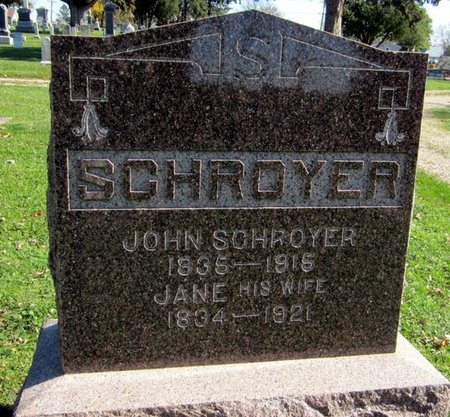 S
SCHROYER
JOHN SCHROYER
1835—1915
JANE HIS WIFE
1834—1921